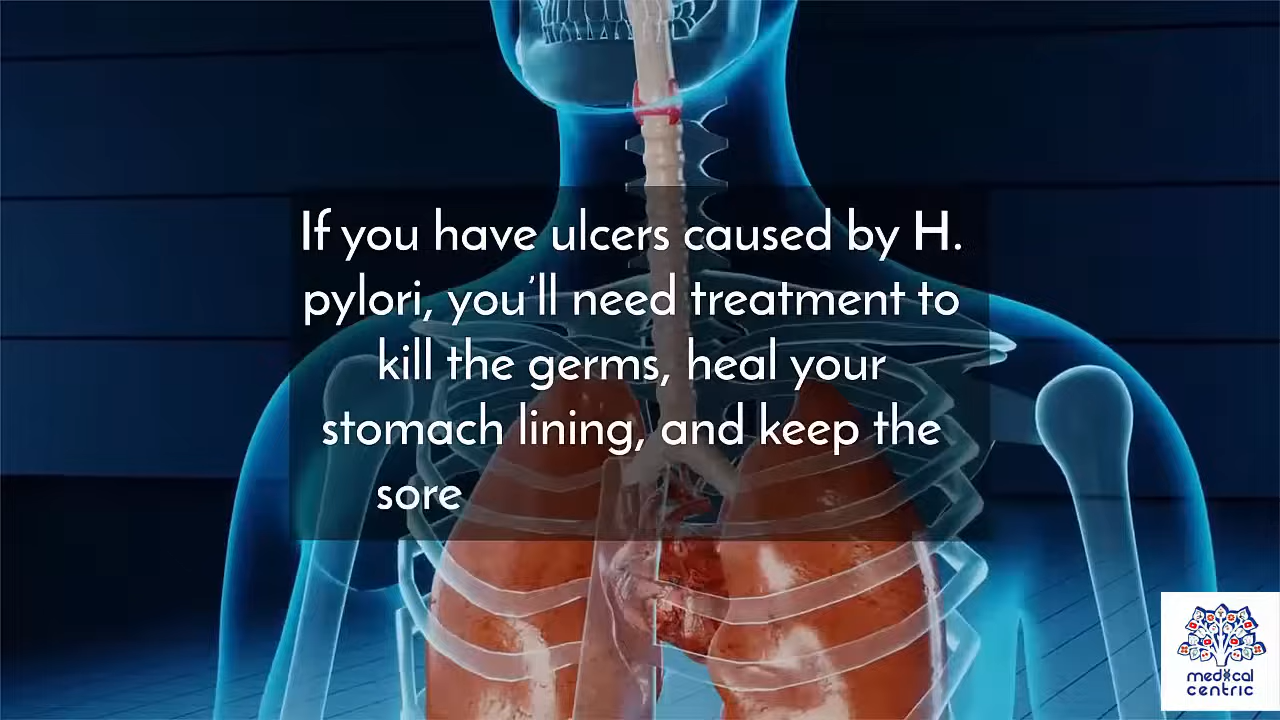 If you have ulcers caused by H.
pylori, you'll need treatment to
kill the germs, heal your
stomach lining, and keep the
sore
medical
centric